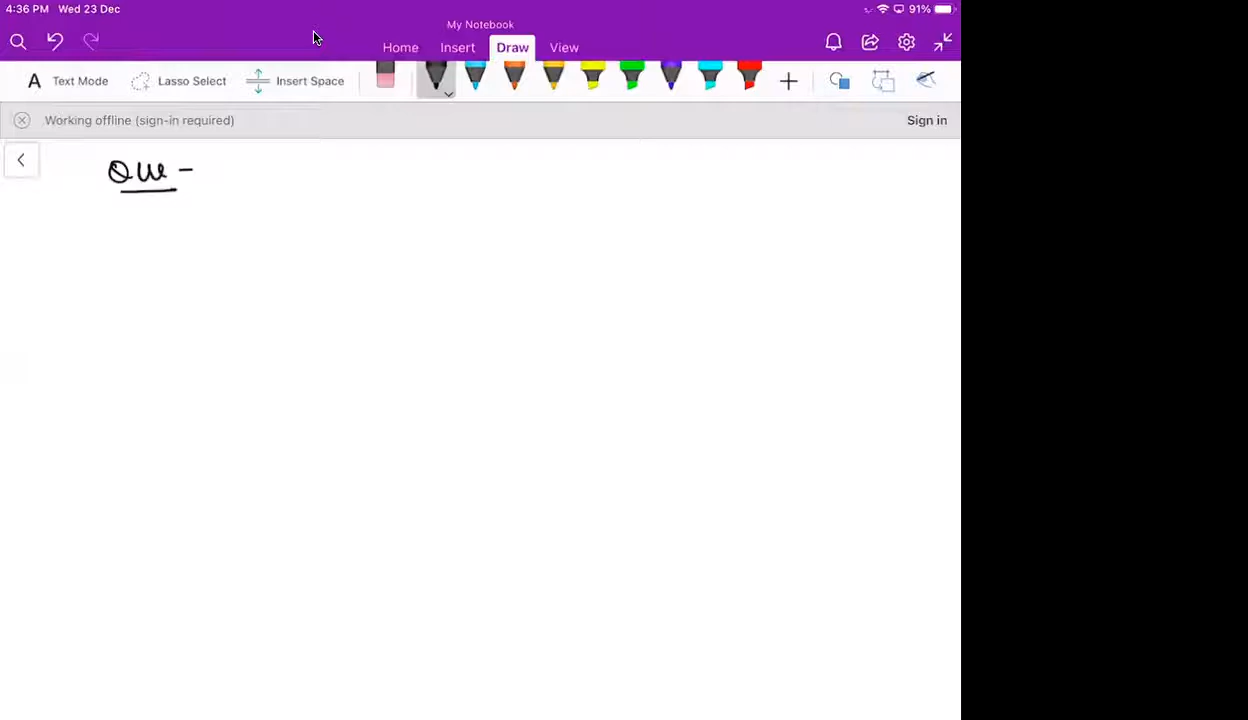 4:36 PM Wed 23 Dec 91%
My Notebook
Home Insert Draw View
A Text Mode Lasso Select Insert Space
Working offline (sign-in required) Sign in
Que -